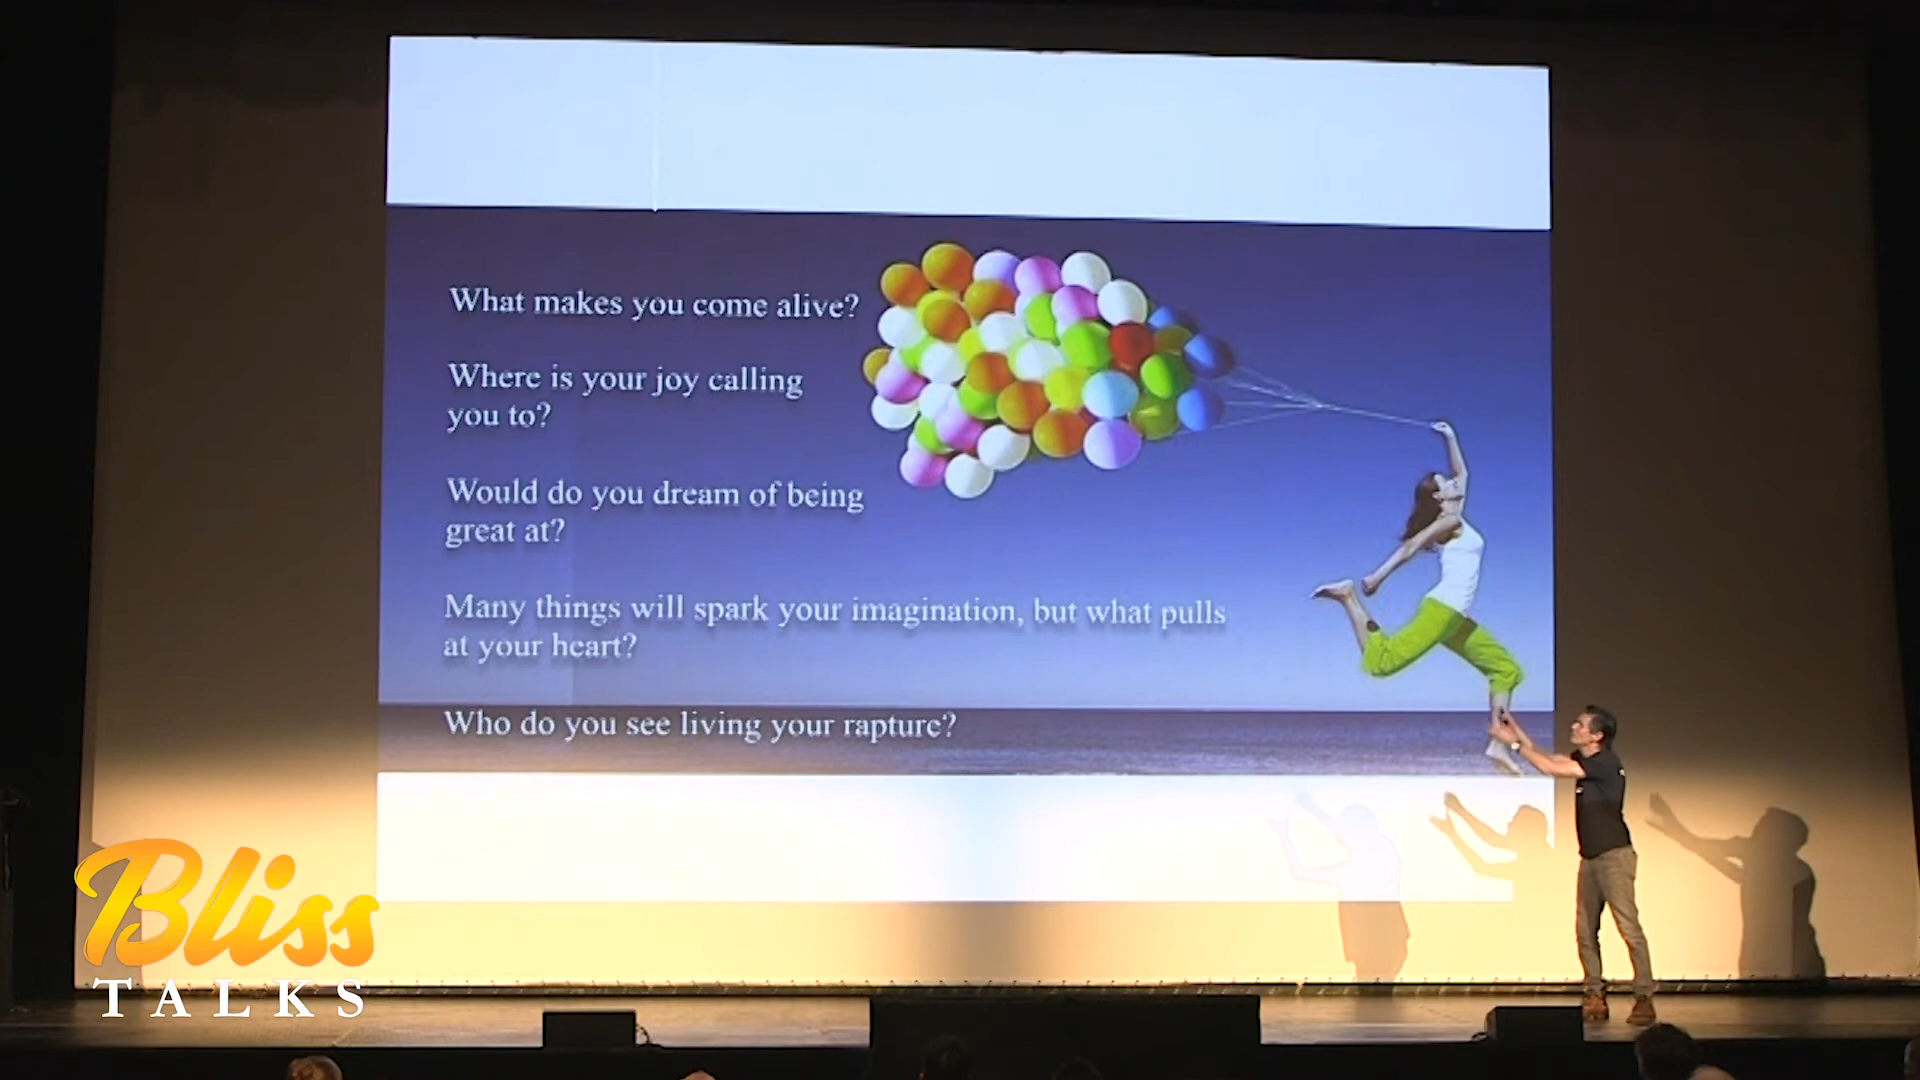 What makes you come alive?
Where is your joy calling
you to?
Would do you dream of being
great at?
Many things will spark your imagination, but what pulls
at your heart?
Who do you see living your rapture?
Bliss
TALKS